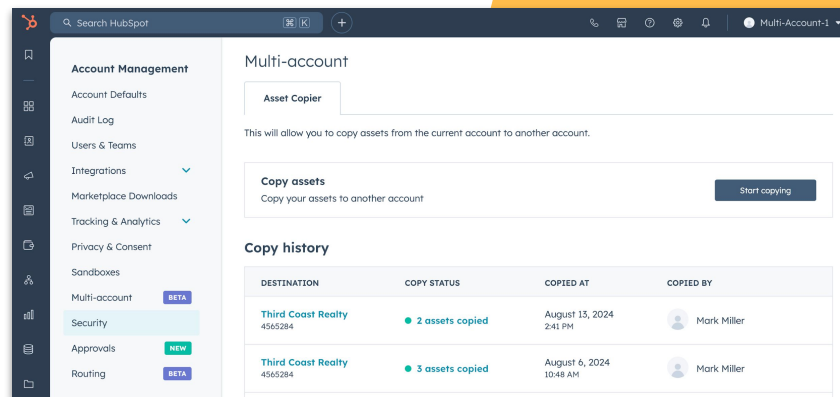 Search HubSpot
⌘ K
+
Multi-Account-1
Account Management
Account Defaults
Audit Log
Users & Teams
Integrations
Marketplace Downloads
Tracking & Analytics
Privacy & Consent
Sandboxes
Multi-account BETA
Security
Approvals NEW
Routing BETA
Multi-account
Asset Copier
This will allow you to copy assets from the current account to another account.
Copy assets
Copy your assets to another account
Start copying
Copy history
DESTINATION COPY STATUS COPIED AT COPIED BY
Third Coast Realty 2 assets copied August 13, 2024 Mark Miller
4565284 2:41 PM
Third Coast Realty 3 assets copied August 6, 2024 Mark Miller
4565284 10:48 AM